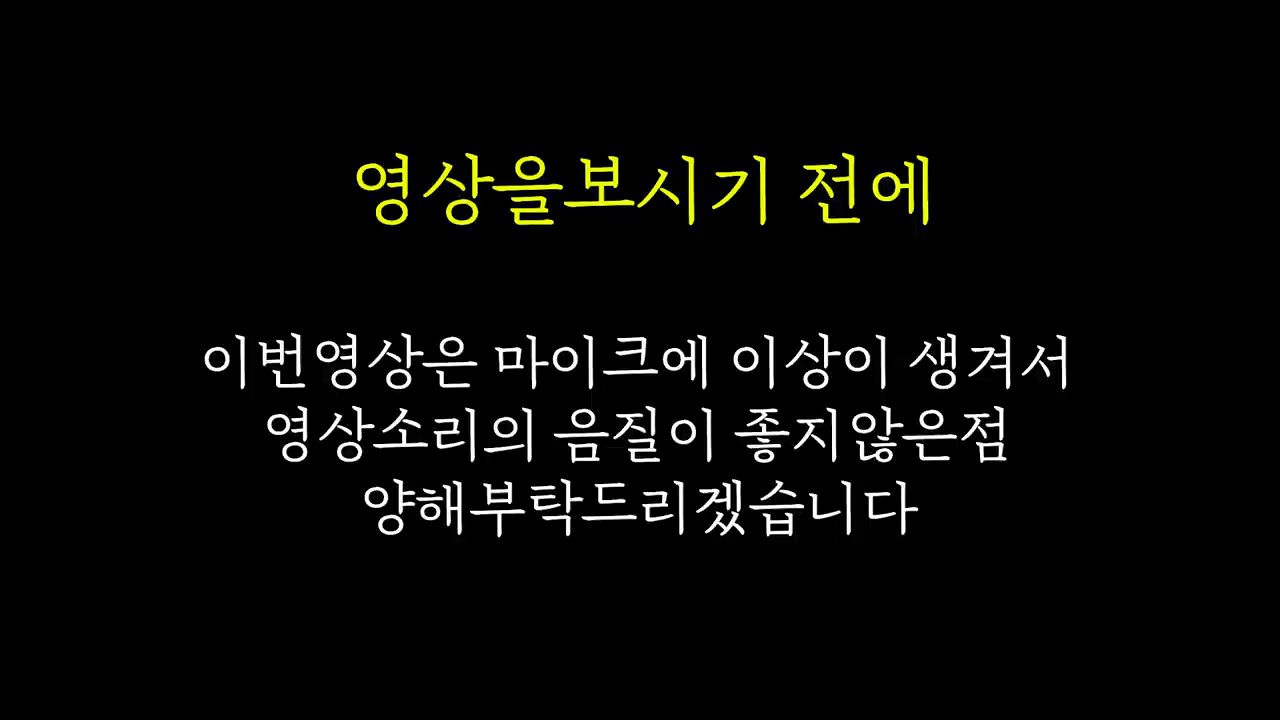 영상을보시기 전에
이번영상은 마이크에 이상이 생겨서
영상소리의 음질이 좋지않은점
양해부탁드리겠습니다